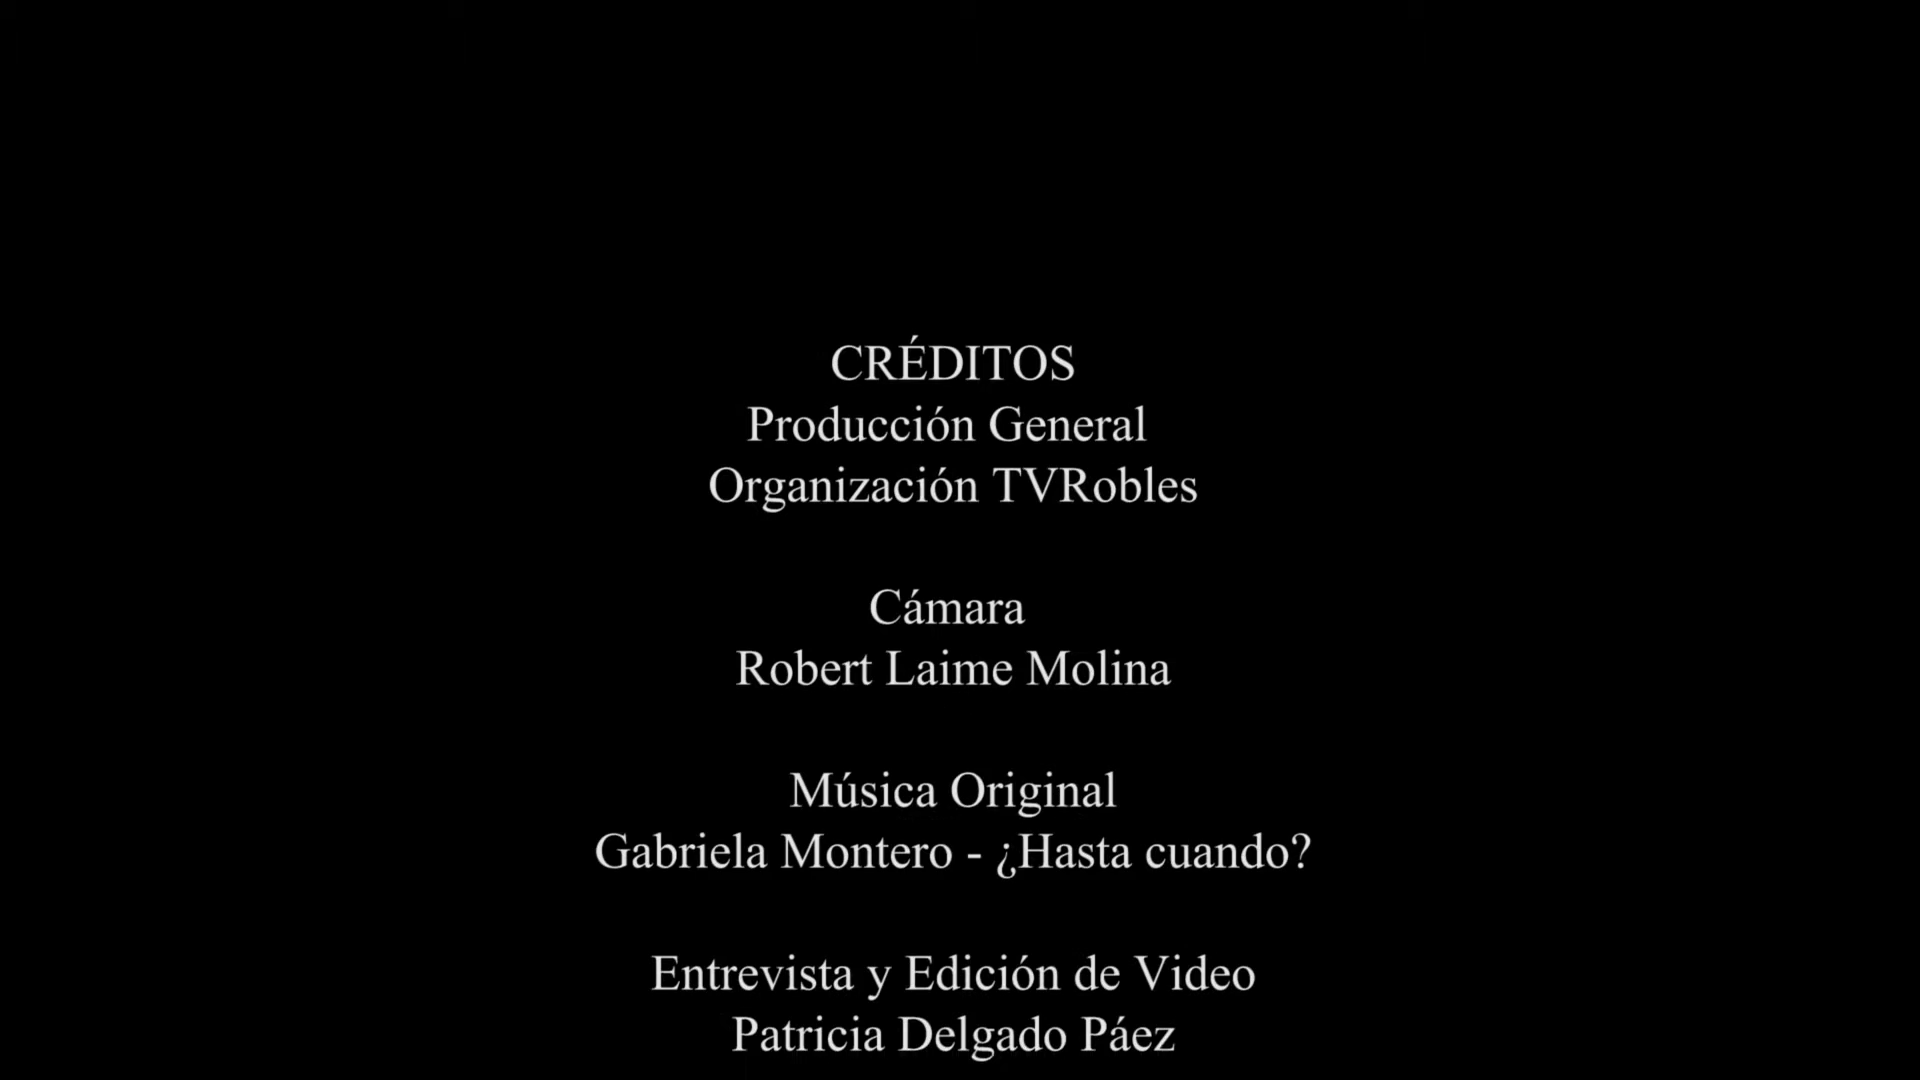 CRÉDITOS
Producción General
Organización TVRobles
Cámara
Robert Laime Molina
Música Original
Gabriela Montero - ¿Hasta cuando?
Entrevista y Edición de Video
Patricia Delgado Páez